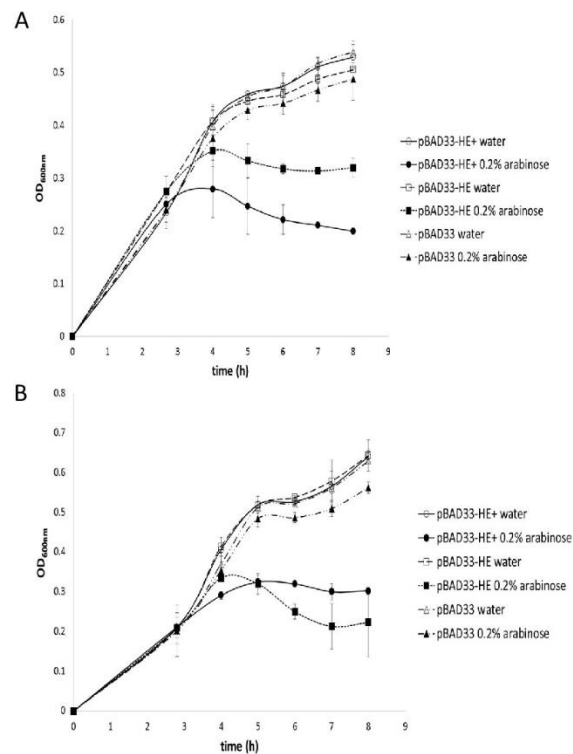 A
0.6
0.5
0.4
0.3
0.2
0.1
0
OD600nm
0 1 2 3 4 5 6 7 8 9
time (h)
pBAD33-HE+ water
pBAD33-HE+ 0.2% arabinose
pBAD33-HE water
pBAD33-HE 0.2% arabinose
pBAD33 water
pBAD33 0.2% arabinose
B
0.8
0.7
0.6
0.5
0.4
0.3
0.2
0.1
0
OD600nm
0 1 2 3 4 5 6 7 8 9
time (h)
pBAD33-HE+ water
pBAD33-HE+ 0.2% arabinose
pBAD33-HE water
pBAD33-HE 0.2% arabinose
pBAD33 water
pBAD33 0.2% arabinose